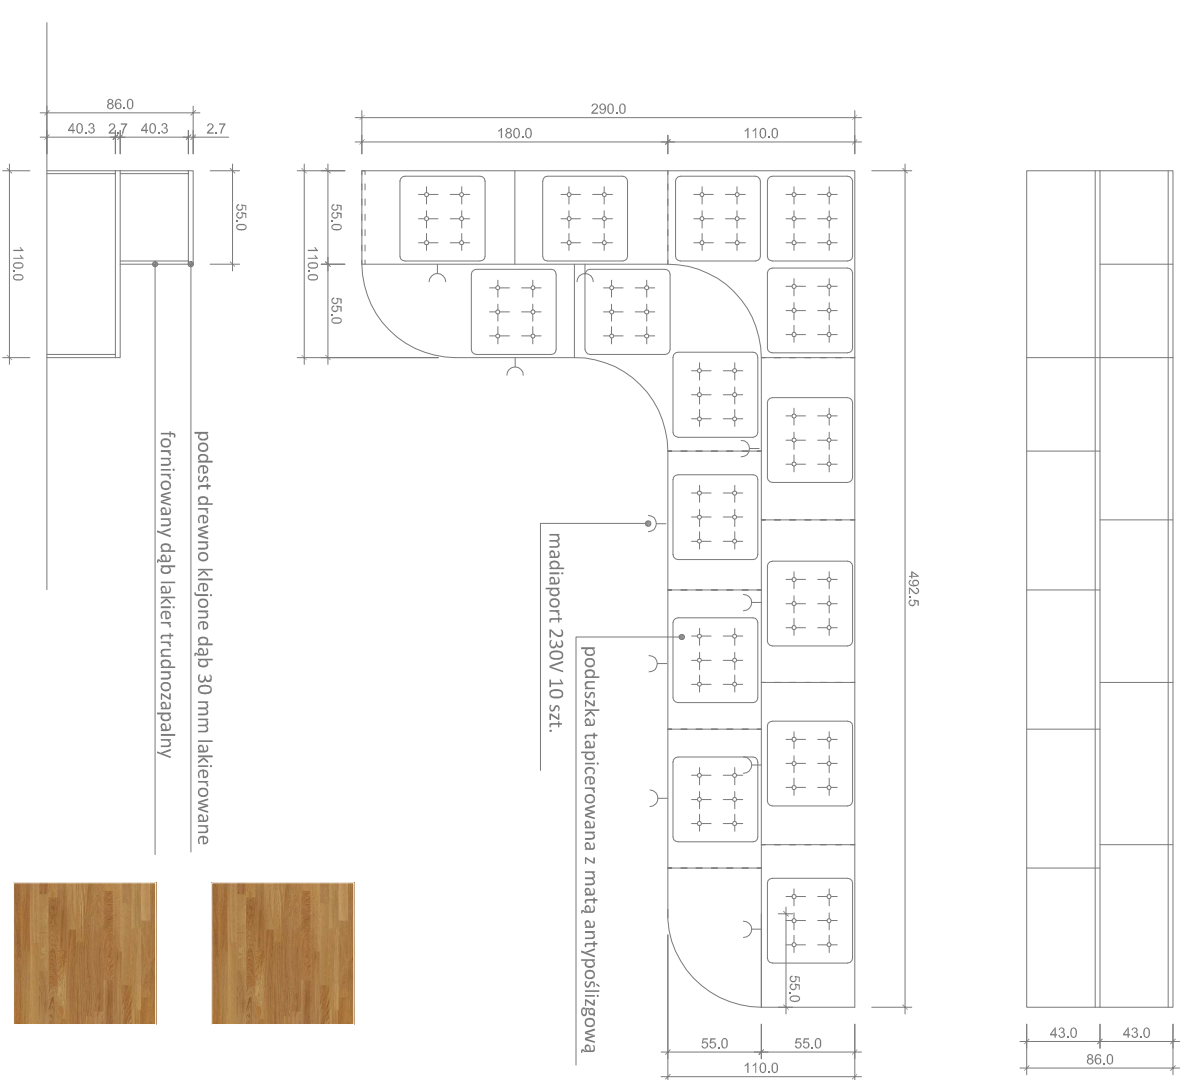 86.0
40.3 2.7 40.3 2.7
55.0
110.0
podest drewno klejone dąb 30 mm lakierowane
fornirowany dąb lakier trudnozapalny
290.0
180.0 110.0
55.0
110.0
55.0
492.5
madiaport 230V 10 szt.
poduszka tapicerowana z matą antypoślizgową
55.0
55.0 55.0
110.0
43.0 43.0
86.0